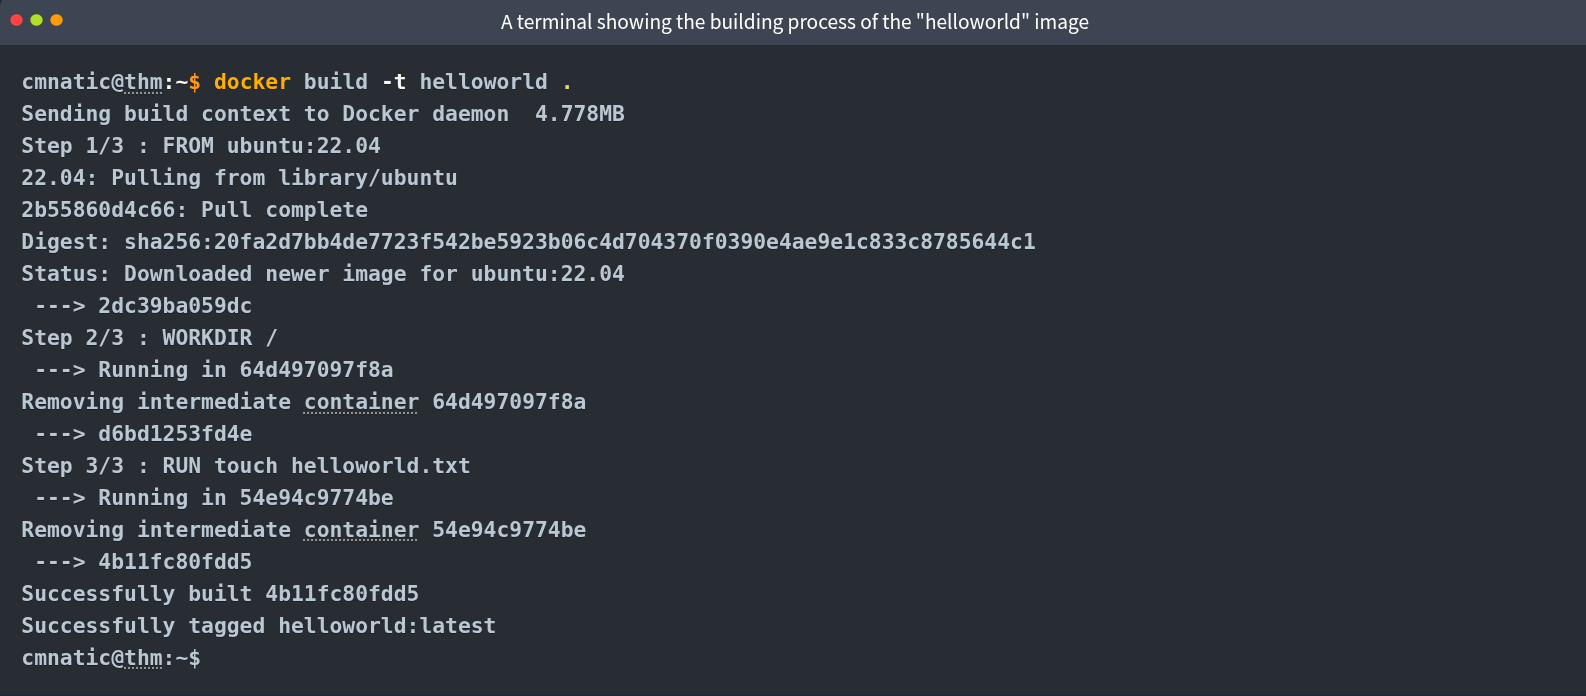 A terminal showing the building process of the "helloworld" image
cmnatic@thm:~$ docker build -t helloworld .
Sending build context to Docker daemon  4.778MB
Step 1/3 : FROM ubuntu:22.04
22.04: Pulling from library/ubuntu
2b55860d4c66: Pull complete
Digest: sha256:20fa2d7bb4de7723f542be5923b06c4d704370f0390e4ae9e1c833c8785644c1
Status: Downloaded newer image for ubuntu:22.04
 ---> 2dc39ba059dc
Step 2/3 : WORKDIR /
 ---> Running in 64d497097f8a
Removing intermediate container 64d497097f8a
 ---> d6bd1253fd4e
Step 3/3 : RUN touch helloworld.txt
 ---> Running in 54e94c9774be
Removing intermediate container 54e94c9774be
 ---> 4b11fc80fdd5
Successfully built 4b11fc80fdd5
Successfully tagged helloworld:latest
cmnatic@thm:~$